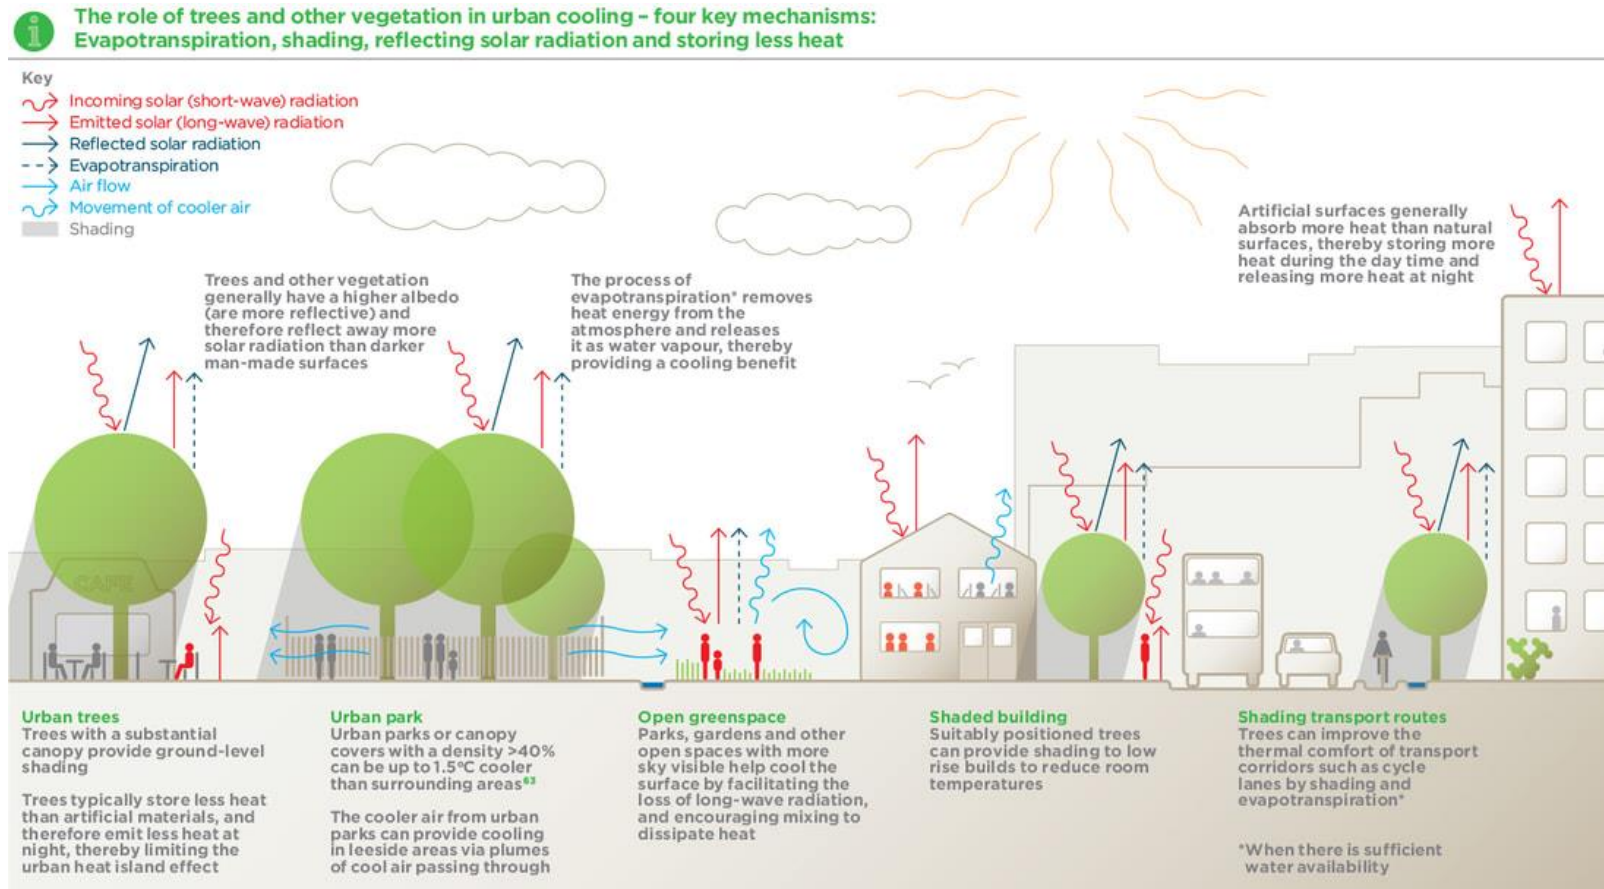 The role of trees and other vegetation in urban cooling – four key mechanisms:
Evapotranspiration, shading, reflecting solar radiation and storing less heat
Key
Incoming solar (short-wave) radiation
Emitted solar (long-wave) radiation
Reflected solar radiation
Evapotranspiration
Air flow
Movement of cooler air
Shading
Trees and other vegetation
generally have a higher albedo
(are more reflective) and
therefore reflect away more
solar radiation than darker
man-made surfaces
The process of
evapotranspiration* removes
heat energy from the
atmosphere and releases
it as water vapour, thereby
providing a cooling benefit
Artificial surfaces generally
absorb more heat than natural
surfaces, thereby storing more
heat during the day time and
releasing more heat at night
CAFE
Urban trees
Trees with a substantial
canopy provide ground-level
shading
Trees typically store less heat
than artificial materials, and
therefore emit less heat at
night, thereby limiting the
urban heat island effect
Urban park
Urban parks or canopy
covers with a density >40%
can be up to 1.5ºC cooler
than surrounding areas⁶³
The cooler air from urban
parks can provide cooling
in leeside areas via plumes
of cool air passing through
Open greenspace
Parks, gardens and other
open spaces with more
sky visible help cool the
surface by facilitating the
loss of long-wave radiation,
and encouraging mixing to
dissipate heat
Shaded building
Suitably positioned trees
can provide shading to low
rise builds to reduce room
temperatures
Shading transport routes
Trees can improve the
thermal comfort of transport
corridors such as cycle
lanes by shading and
evapotranspiration*
*When there is sufficient
water availability